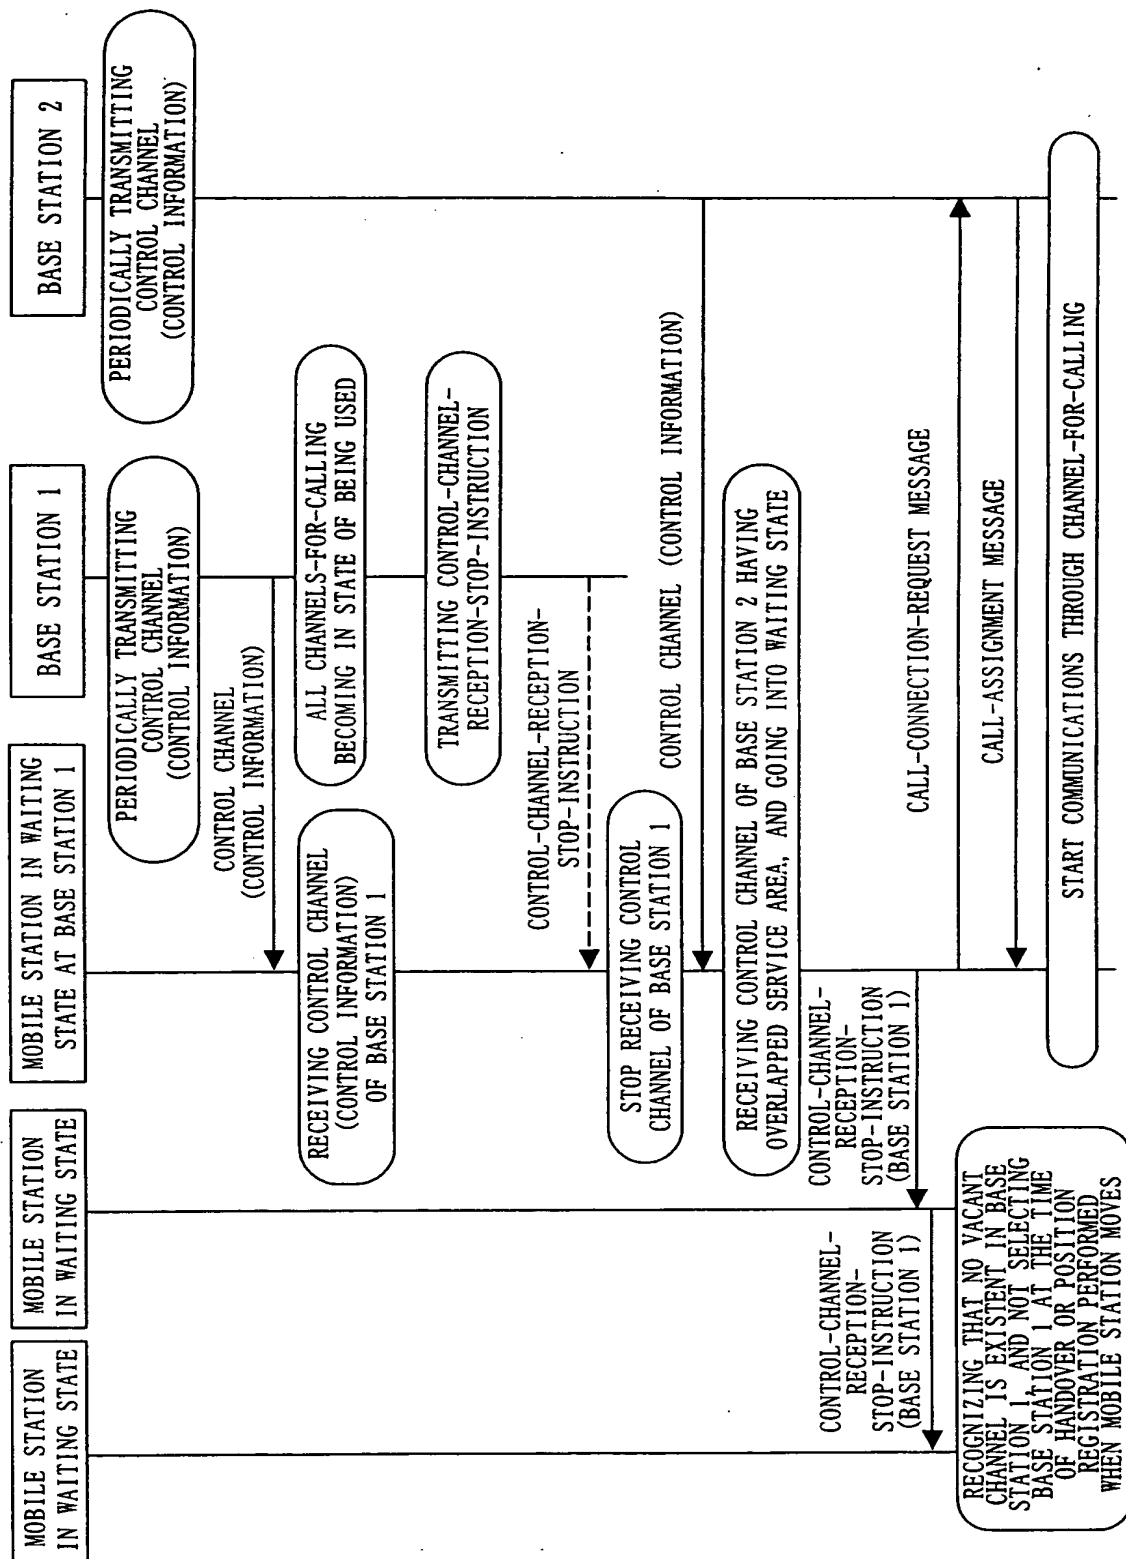 MOBILE STATION
IN WAITING STATE
MOBILE STATION
IN WAITING STATE
MOBILE STATION IN WAITING
STATE AT BASE STATION 1
BASE STATION 1
BASE STATION 2
PERIODICALLY TRANSMITTING
CONTROL CHANNEL
(CONTROL INFORMATION)
PERIODICALLY TRANSMITTING
CONTROL CHANNEL
(CONTROL INFORMATION)
CONTROL CHANNEL
(CONTROL INFORMATION)
RECEIVING CONTROL CHANNEL
(CONTROL INFORMATION)
OF BASE STATION 1
ALL CHANNELS-FOR-CALLING
BECOMING IN STATE OF BEING USED
TRANSMITTING CONTROL-CHANNEL-
RECEPTION-STOP-INSTRUCTION
CONTROL-CHANNEL-RECEPTION-
STOP-INSTRUCTION
STOP RECEIVING CONTROL
CHANNEL OF BASE STATION 1
CONTROL CHANNEL (CONTROL INFORMATION)
RECEIVING CONTROL CHANNEL OF BASE STATION 2 HAVING
OVERLAPPED SERVICE AREA, AND GOING INTO WAITING STATE
CONTROL-CHANNEL-
RECEPTION-
STOP-INSTRUCTION
(BASE STATION 1)
CONTROL-CHANNEL-
RECEPTION-
STOP-INSTRUCTION
(BASE STATION 1)
CALL-CONNECTION-REQUEST MESSAGE
CALL-ASSIGNMENT MESSAGE
RECOGNIZING THAT NO VACANT
CHANNEL IS EXISTENT IN BASE
STATION 1, AND NOT SELECTING
BASE STATION 1 AT THE TIME
OF HANDOVER OR POSITION
REGISTRATION PERFORMED
WHEN MOBILE STATION MOVES
START COMMUNICATIONS THROUGH CHANNEL-FOR-CALLING